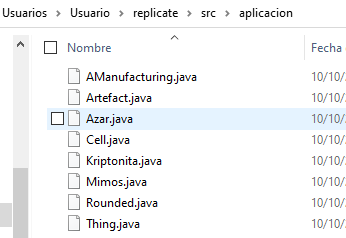 Usuarios > Usuario > replicate > src > aplicacion
Nombre Fecha
AManufacturing.java 10/10/
Artefact.java 10/10/
Azar.java 10/10/
Cell.java 10/10/
Kriptonita.java 10/10/
Mimos.java 10/10/
Rounded.java 10/10/
Thing.java 10/10/